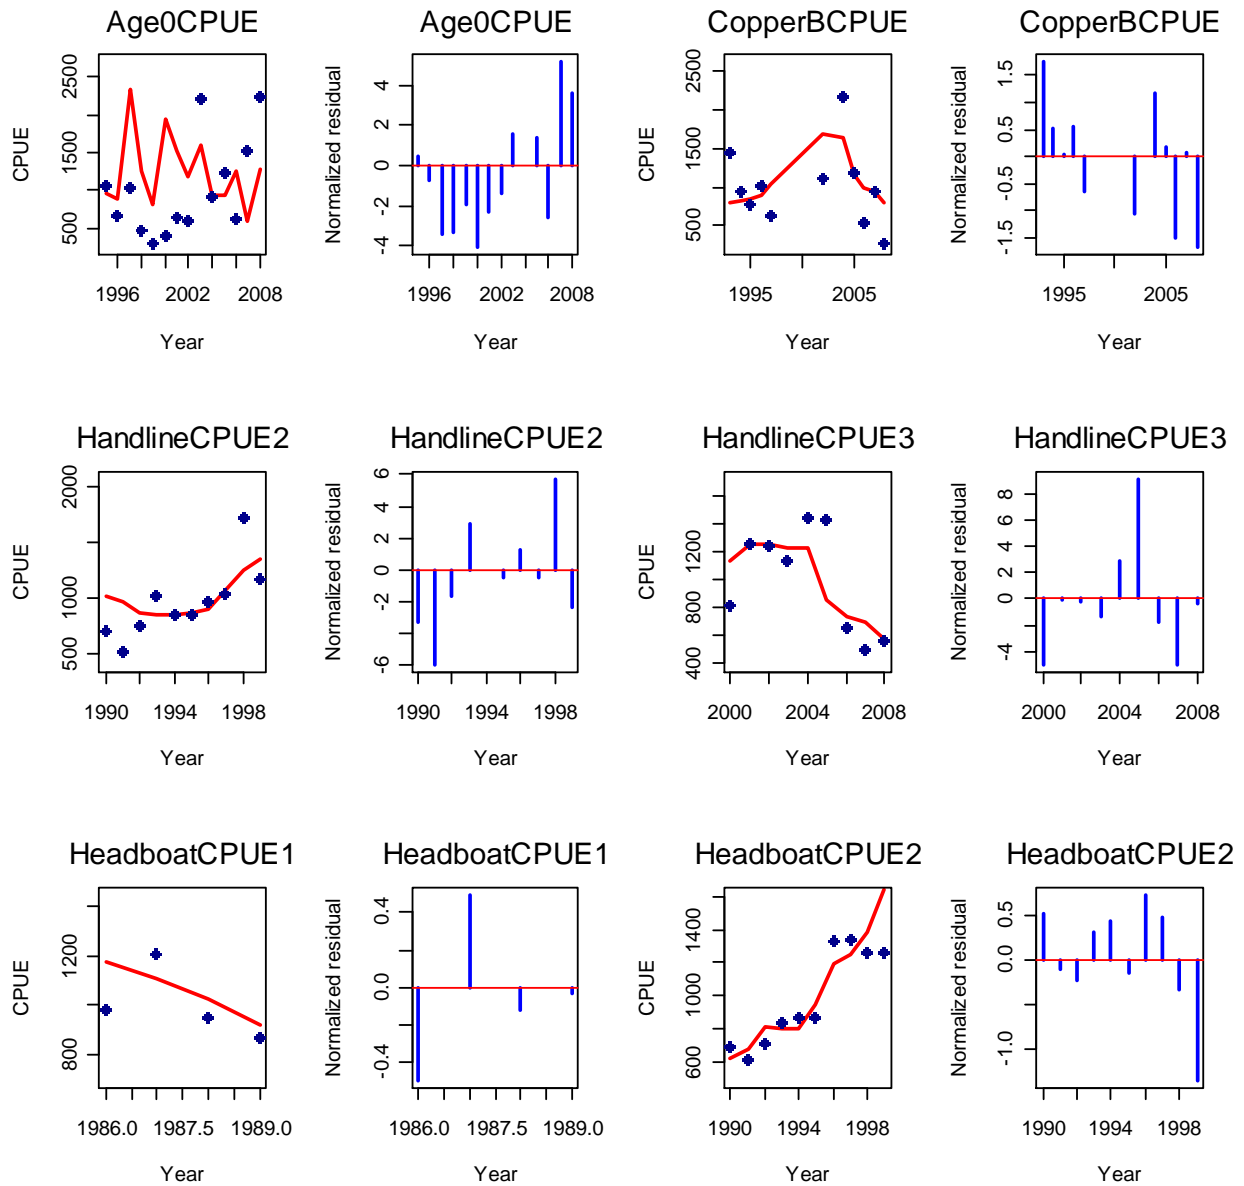 Age0CPUE
CPUE
2500
1500
500
1996 2002 2008
Year
Age0CPUE
Normalized residual
4
2
0
-2
-4
1996 2002 2008
Year
CopperBCPUE
CPUE
2500
1500
500
1995 2005
Year
CopperBCPUE
Normalized residual
1.5
0.5
-0.5
-1.5
1995 2005
Year
HandlineCPUE2
CPUE
2000
1000
500
1990 1994 1998
Year
HandlineCPUE2
Normalized residual
6
4
2
0
-2
-6
1990 1994 1998
Year
HandlineCPUE3
CPUE
1200
800
400
2000 2004 2008
Year
HandlineCPUE3
Normalized residual
8
6
4
2
0
-4
2000 2004 2008
Year
HeadboatCPUE1
CPUE
1200
800
1986.0 1987.5 1989.0
Year
HeadboatCPUE1
Normalized residual
0.4
0.0
-0.4
1986.0 1987.5 1989.0
Year
HeadboatCPUE2
CPUE
1400
1000
600
1990 1994 1998
Year
HeadboatCPUE2
Normalized residual
0.5
0.0
-1.0
1990 1994 1998
Year